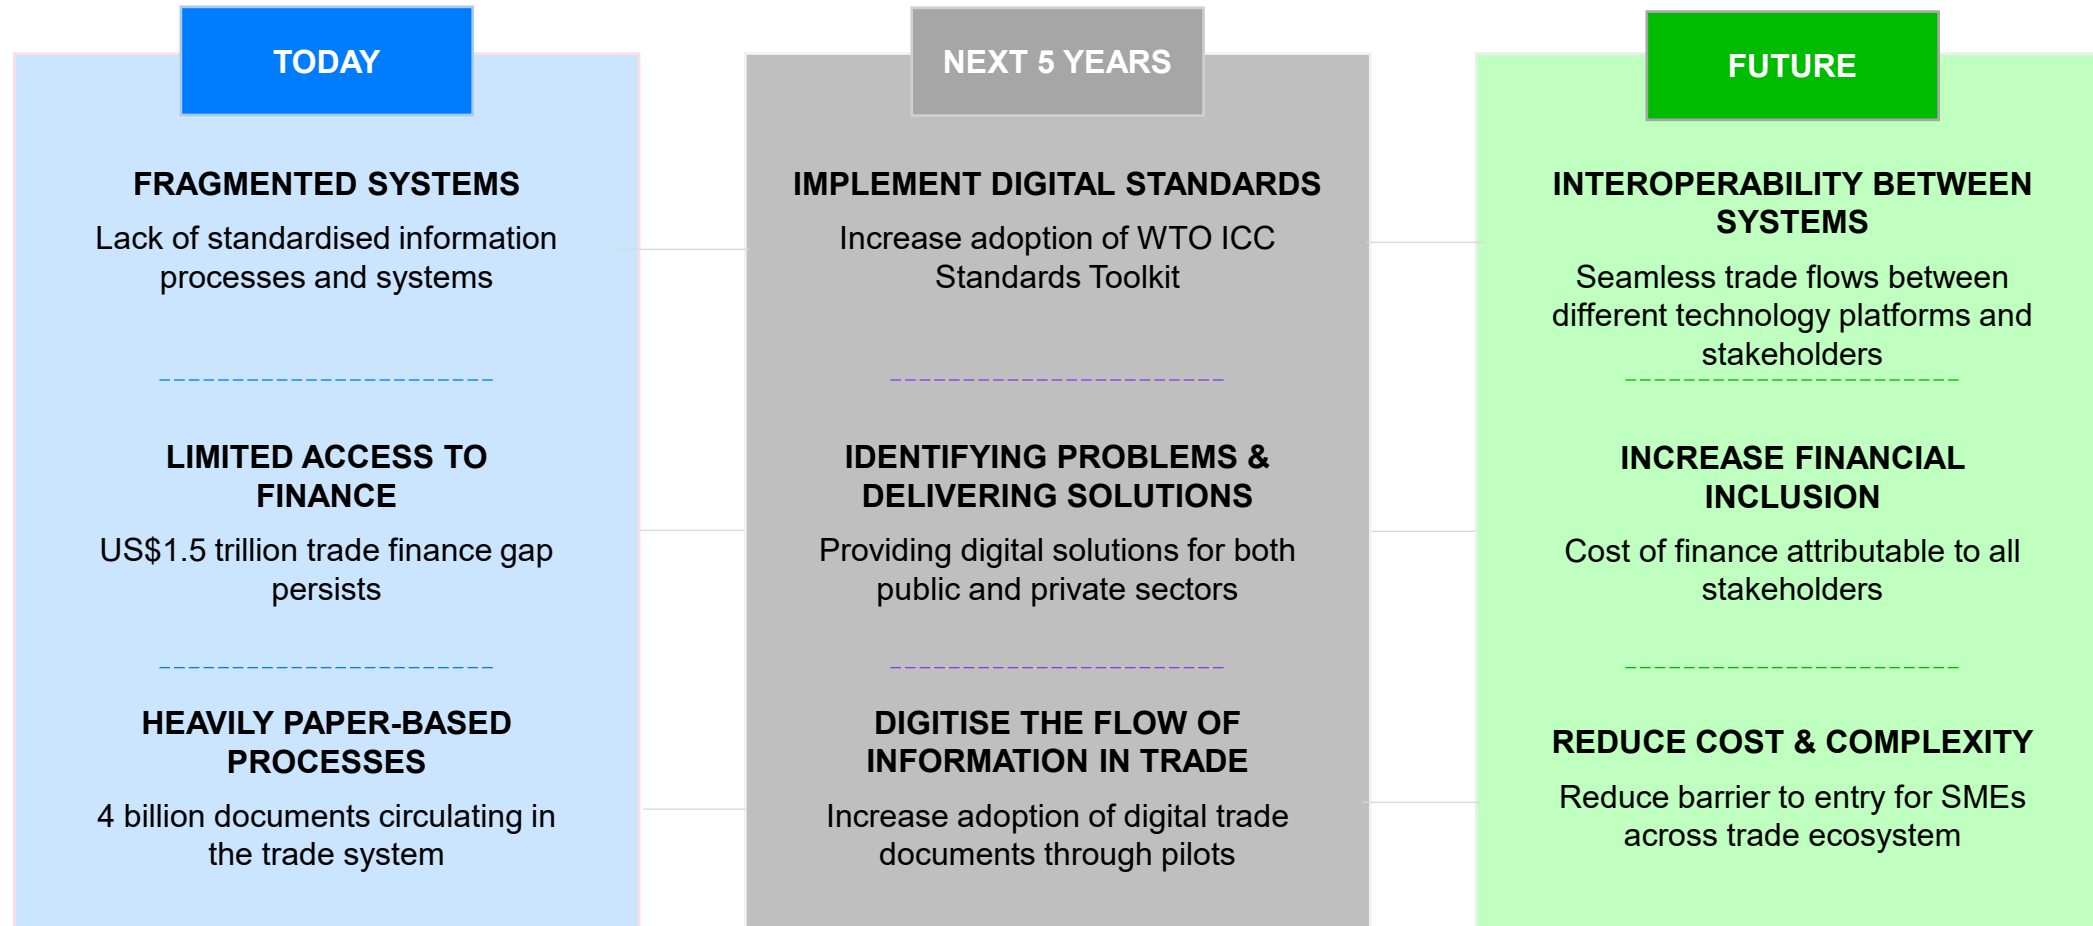 TODAY
FRAGMENTED SYSTEMS
Lack of standardised information
processes and systems
LIMITED ACCESS TO
FINANCE
US$1.5 trillion trade finance gap
persists
HEAVILY PAPER-BASED
PROCESSES
4 billion documents circulating in
the trade system
NEXT 5 YEARS
IMPLEMENT DIGITAL STANDARDS
Increase adoption of WTO ICC
Standards Toolkit
IDENTIFYING PROBLEMS &
DELIVERING SOLUTIONS
Providing digital solutions for both
public and private sectors
DIGITISE THE FLOW OF
INFORMATION IN TRADE
Increase adoption of digital trade
documents through pilots
FUTURE
INTEROPERABILITY BETWEEN
SYSTEMS
Seamless trade flows between
different technology platforms and
stakeholders
INCREASE FINANCIAL
INCLUSION
Cost of finance attributable to all
stakeholders
REDUCE COST & COMPLEXITY
Reduce barrier to entry for SMEs
across trade ecosystem